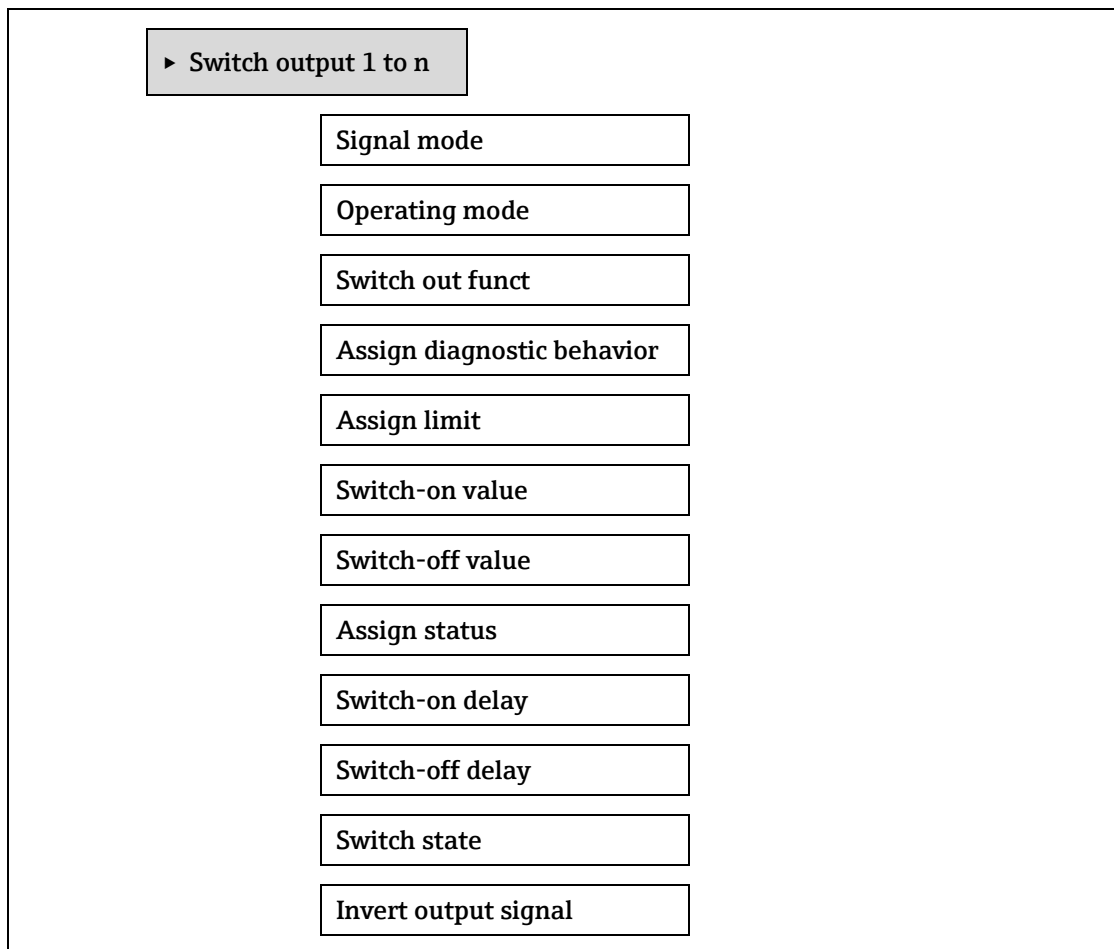 ▸ Switch output 1 to n
Signal mode
Operating mode
Switch out funct
Assign diagnostic behavior
Assign limit
Switch-on value
Switch-off value
Assign status
Switch-on delay
Switch-off delay
Switch state
Invert output signal